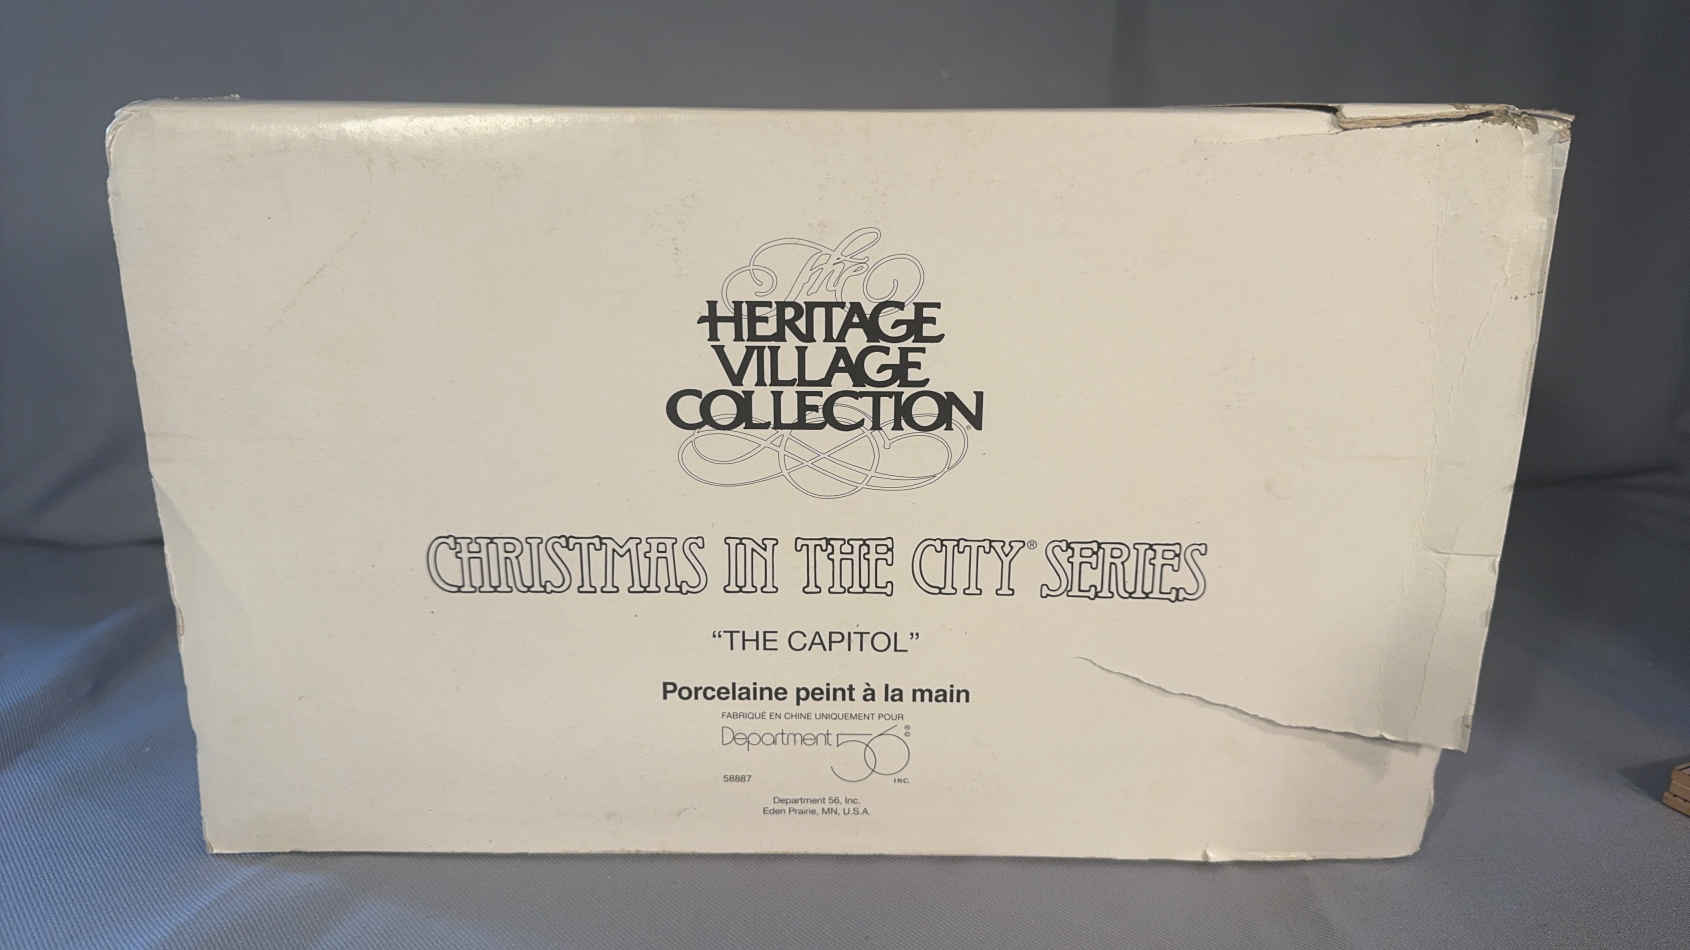 The
HERITAGE
VILLAGE
COLLECTION®
CHRISTMAS IN THE CITY® SERIES
“THE CAPITOL”
Porcelaine peint à la main
FABRIQUÉ EN CHINE UNIQUEMENT POUR
Department 56®
INC.
58887
Department 56, Inc.
Eden Prairie, MN, U.S.A.